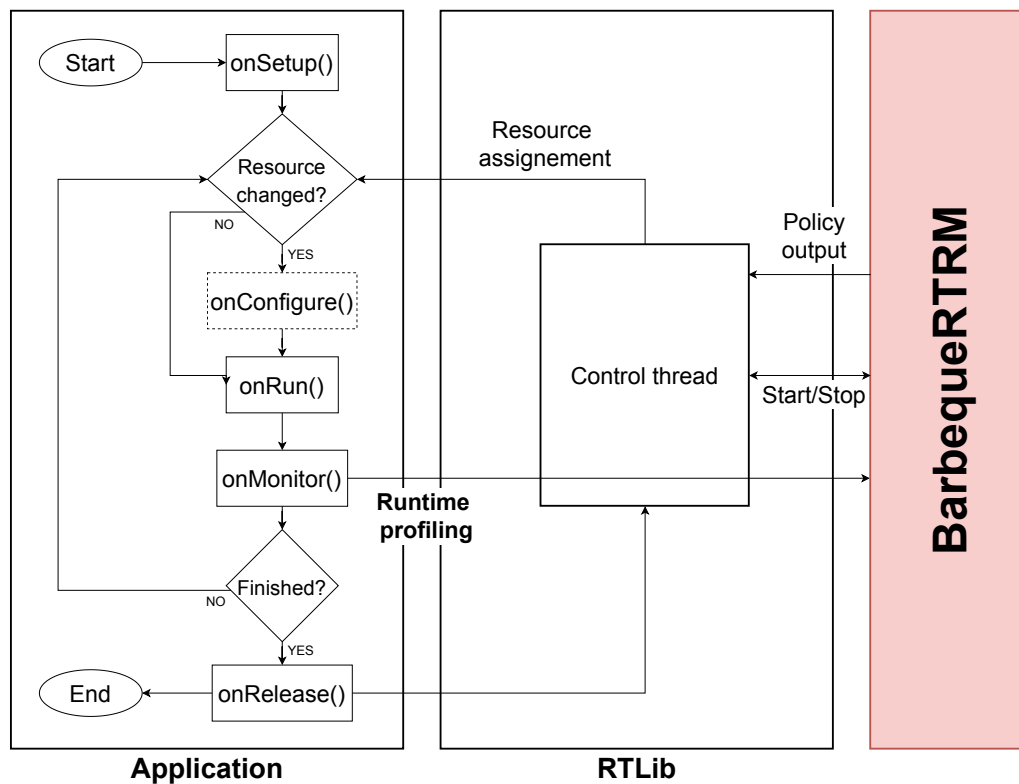 Start
onSetup()
Resource
changed?
NO
YES
onConfigure()
onRun()
onMonitor()
Finished?
NO
YES
onRelease()
End
Application
Resource
assignement
Runtime
profiling
Control thread
RTLib
Policy
output
Start/Stop
BarbequeRTRM